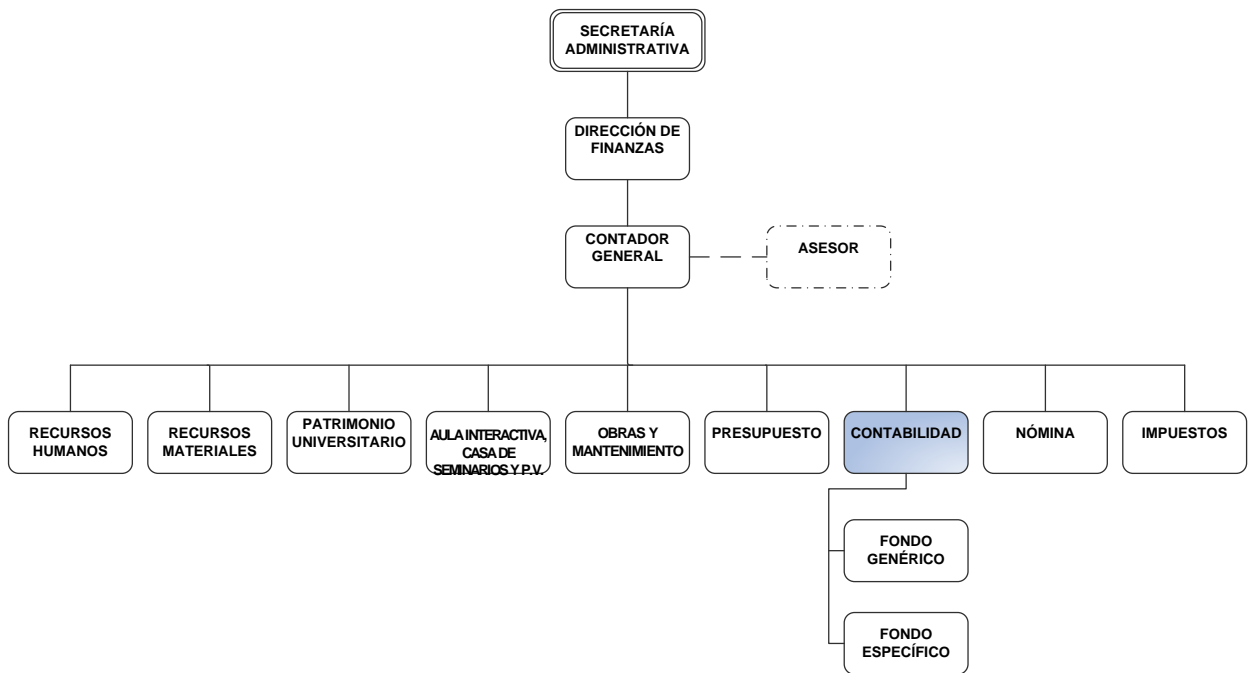 SECRETARÍA
ADMINISTRATIVA
DIRECCIÓN DE
FINANZAS
CONTADOR
GENERAL
ASESOR
RECURSOS
HUMANOS
RECURSOS
MATERIALES
PATRIMONIO
UNIVERSITARIO
AULA INTERACTIVA,
CASA DE
SEMINARIOS Y P.V.
OBRAS Y
MANTENIMIENTO
PRESUPUESTO
CONTABILIDAD
NÓMINA
IMPUESTOS
FONDO
GENÉRICO
FONDO
ESPECÍFICO